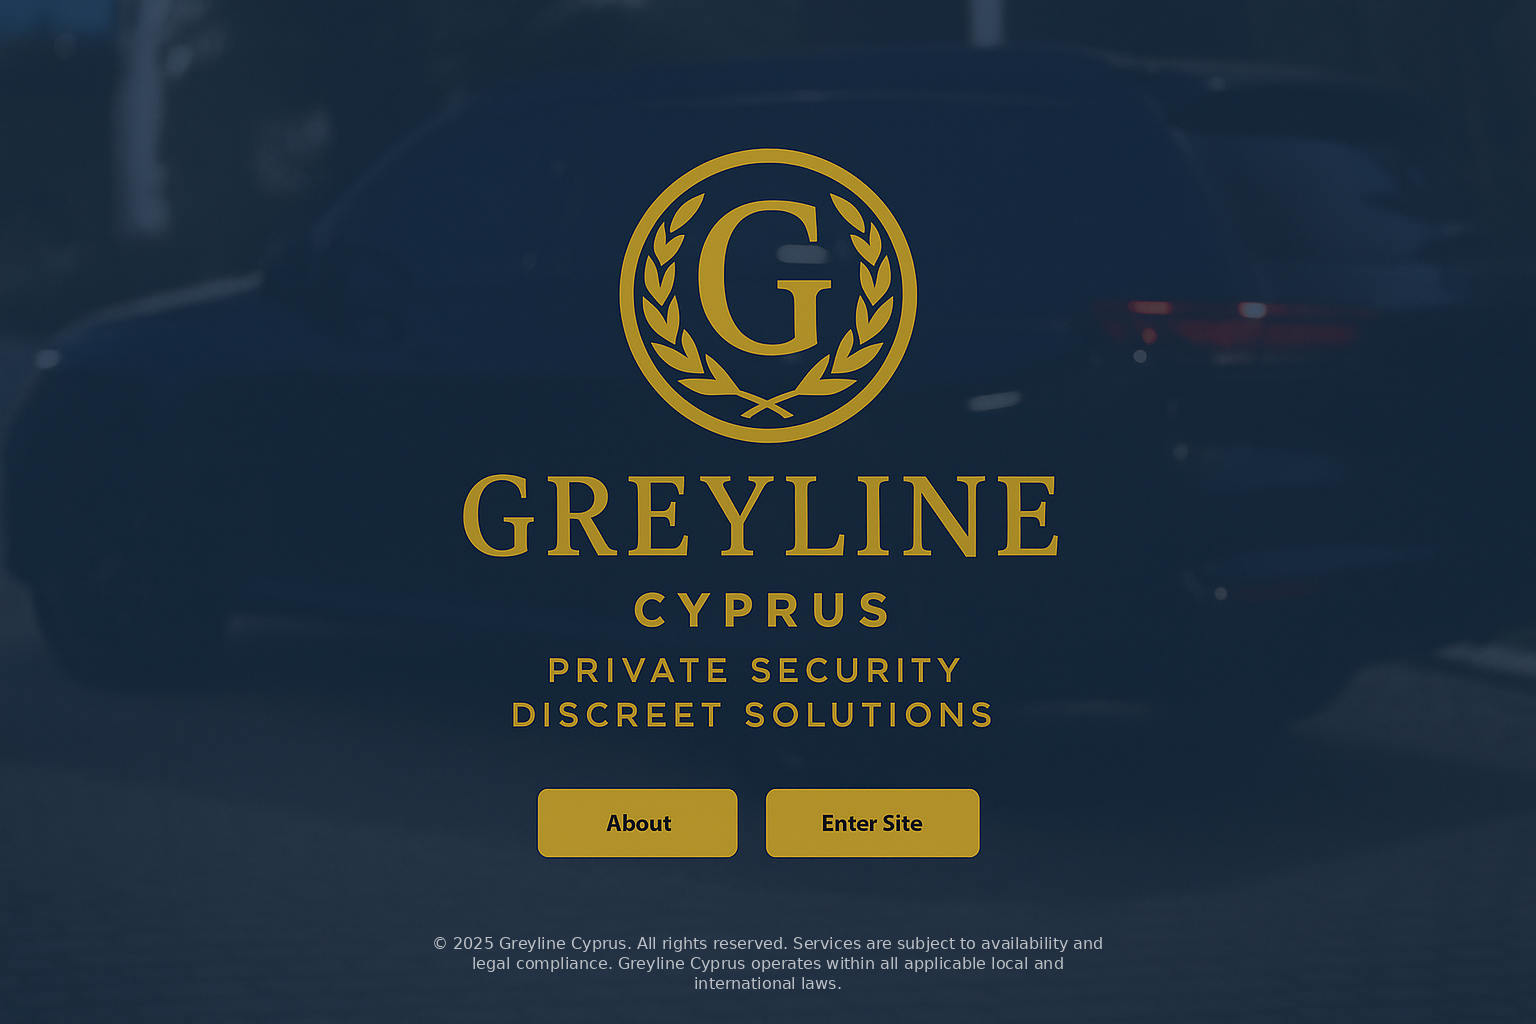 G
GREYLINE
CYPRUS
PRIVATE SECURITY
DISCREET SOLUTIONS
About
Enter Site
© 2025 Greyline Cyprus. All rights reserved. Services are subject to availability and
legal compliance. Greyline Cyprus operates within all applicable local and
international laws.